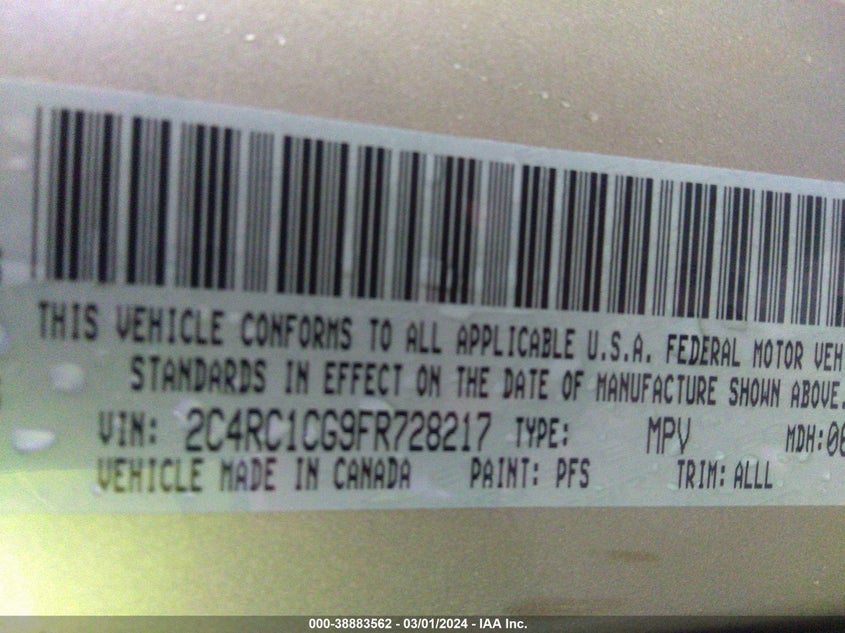 THIS VEHICLE CONFORMS TO ALL APPLICABLE U.S.A. FEDERAL MOTOR VEH
STANDARDS IN EFFECT ON THE DATE OF MANUFACTURE SHOWN ABOVE.
VIN: 2C4RC1CG9FR728217 TYPE: MPV MDH:06
VEHICLE MADE IN CANADA PAINT: PFS TRIM: ALLL
000-38883562 - 03/01/2024 - IAA Inc.